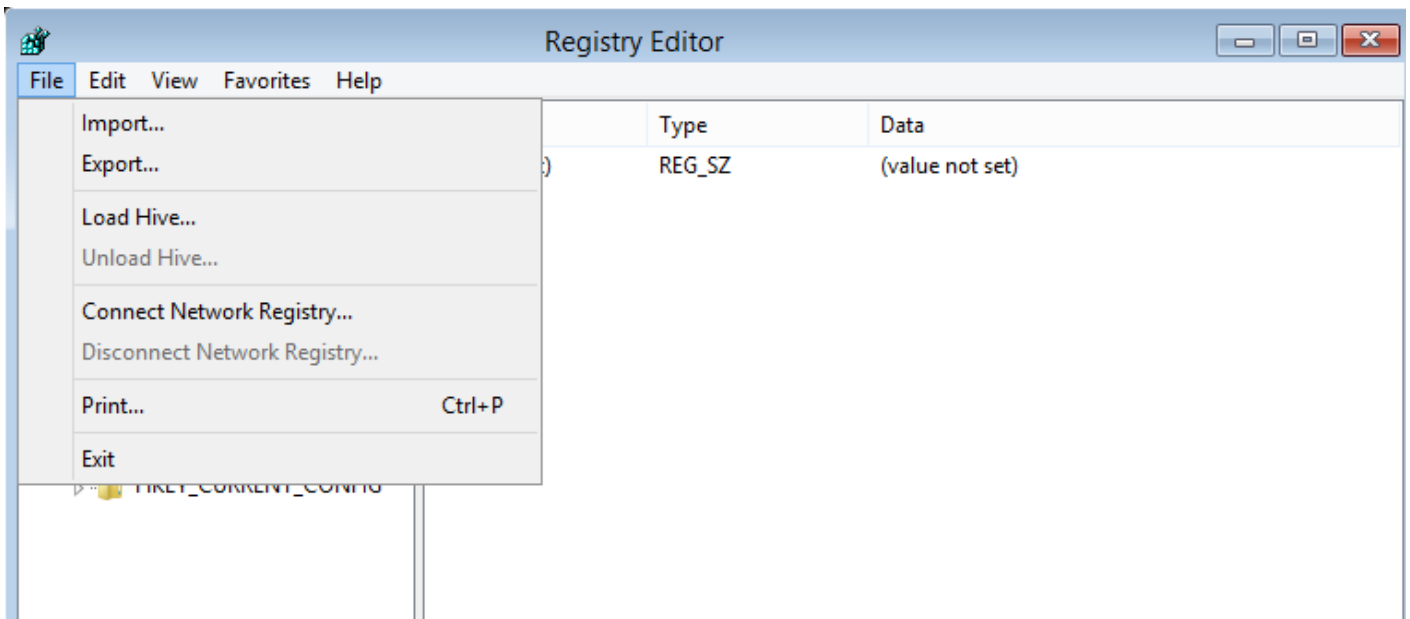 Registry Editor
File Edit View Favorites Help
Type Data
REG_SZ (value not set)
Import...
Export...
Load Hive...
Unload Hive...
Connect Network Registry...
Disconnect Network Registry...
Print... Ctrl+P
Exit
HKEY_CURRENT_CONFIG